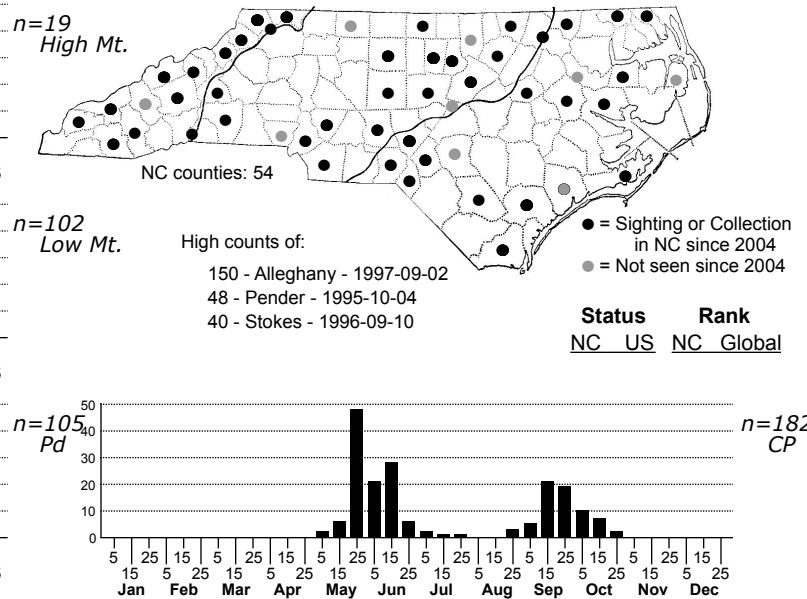 n=19
High Mt.
NC counties: 54
n=102
Low Mt.
High counts of:
150 - Alleghany - 1997-09-02
48 - Pender - 1995-10-04
40 - Stokes - 1996-09-10
= Sighting or Collection
in NC since 2004
= Not seen since 2004
Status Rank
NC US NC Global
n=105
Pd
n=182
CP
50
40
30
20
10
0
5 25 15 5 25 15 5 25 15 5 25 15 5 25 15 5 25 15
15 5 25 15 5 25 15 5 25 15 5 25 15 5 25 15 5 25
Jan Feb Mar Apr May Jun Jul Aug Sep Oct Nov Dec